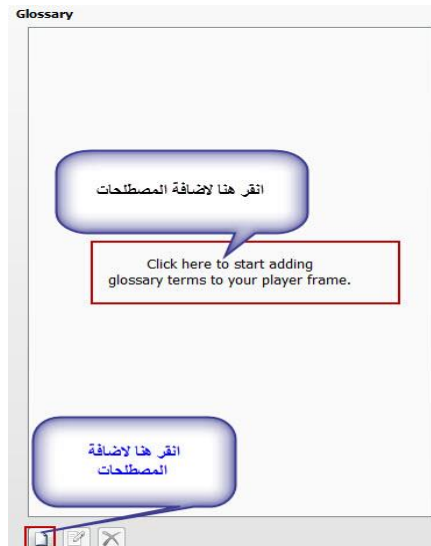 Glossary
انقر هنا لاضافة المصطلحات
Click here to start adding
glossary terms to your player frame.
انقر هنا لاضافة
المصطلحات